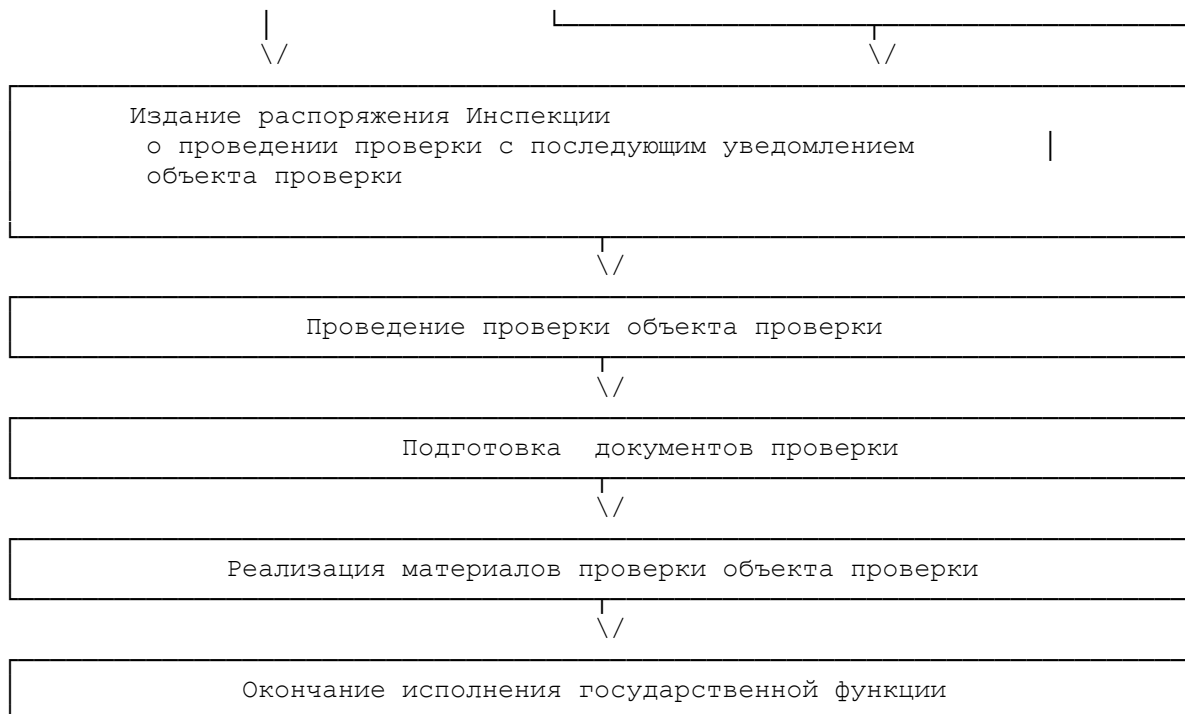 Издание распоряжения Инспекции
о проведении проверки с последующим уведомлением
объекта проверки
Проведение проверки объекта проверки
Подготовка документов проверки
Реализация материалов проверки объекта проверки
Окончание исполнения государственной функции